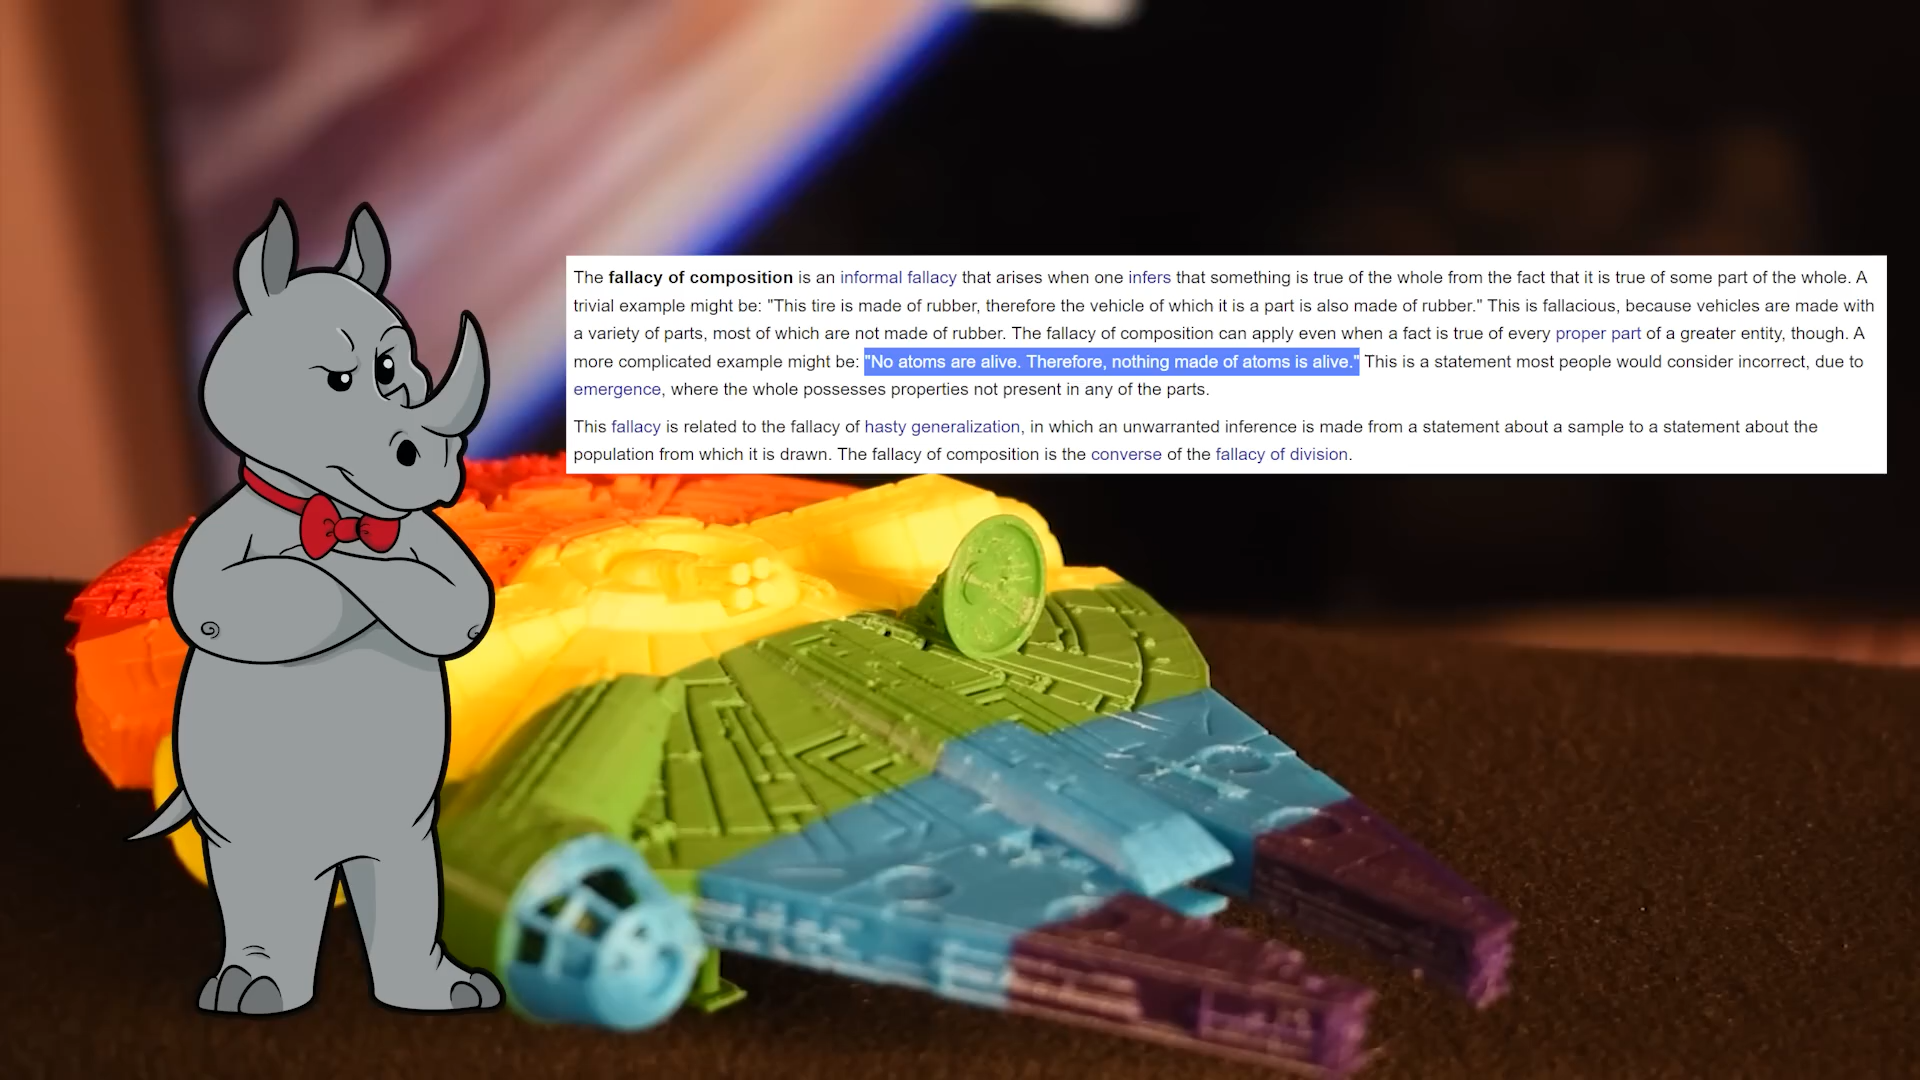 The fallacy of composition is an informal fallacy that arises when one infers that something is true of the whole from the fact that it is true of some part of the whole. A
trivial example might be: "This tire is made of rubber, therefore the vehicle of which it is a part is also made of rubber." This is fallacious, because vehicles are made with
a variety of parts, most of which are not made of rubber. The fallacy of composition can apply even when a fact is true of every proper part of a greater entity, though. A
more complicated example might be: "No atoms are alive. Therefore, nothing made of atoms is alive." This is a statement most people would consider incorrect, due to
emergence, where the whole possesses properties not present in any of the parts.
This fallacy is related to the fallacy of hasty generalization, in which an unwarranted inference is made from a statement about a sample to a statement about the
population from which it is drawn. The fallacy of composition is the converse of the fallacy of division.